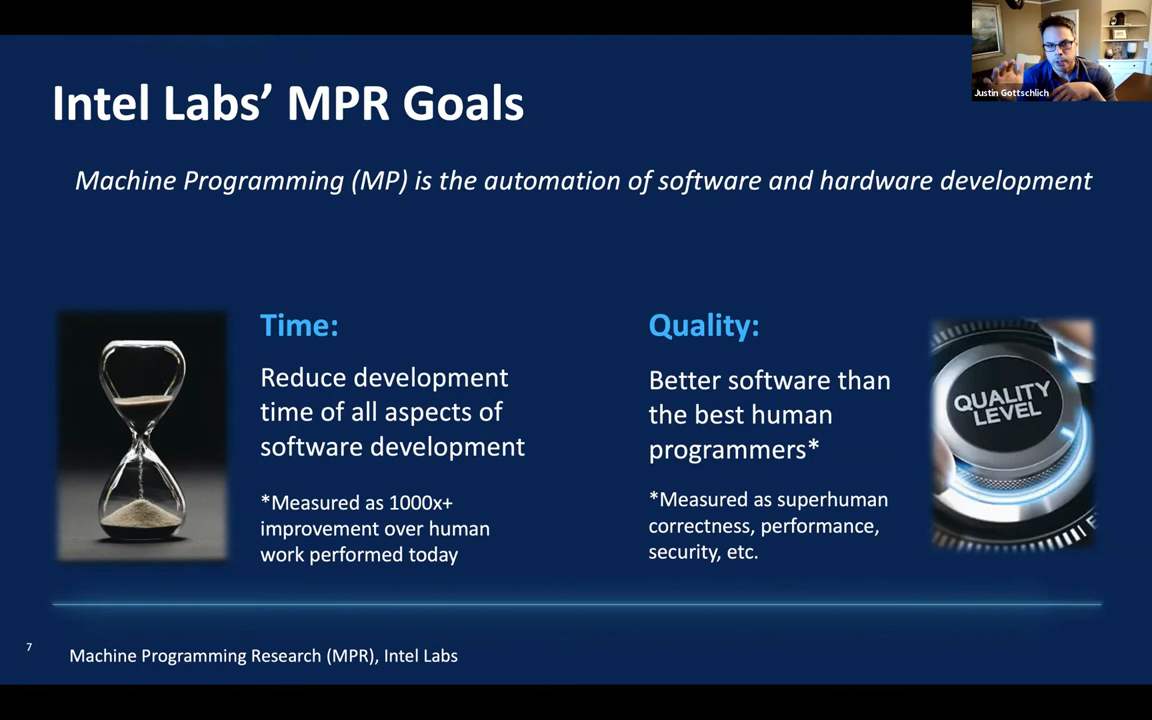 Justin Gottschlich
Intel Labs’ MPR Goals
Machine Programming (MP) is the automation of software and hardware development
Time:
Reduce development
time of all aspects of
software development
*Measured as 1000x+
improvement over human
work performed today
Quality:
Better software than
the best human
programmers*
*Measured as superhuman
correctness, performance,
security, etc.
QUALITY
LEVEL
7
Machine Programming Research (MPR), Intel Labs